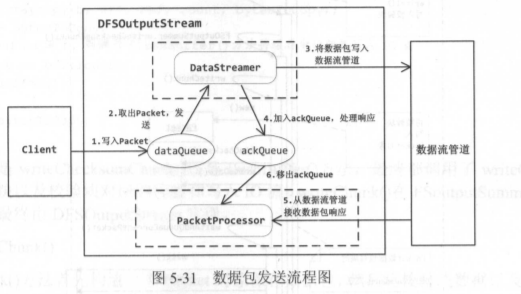 DFSOutputStream
3.将数据包写入
数据流管道
DataStreamer
2.取出Packet，发
送
4.加入ackQueue，处理响应
Client
1.写入Packet
dataQueue
ackQueue
数据流管道
6.移出ackQueue
5.从数据流管道
接收数据包响应
PacketProcessor
图 5-31 数据包发送流程图